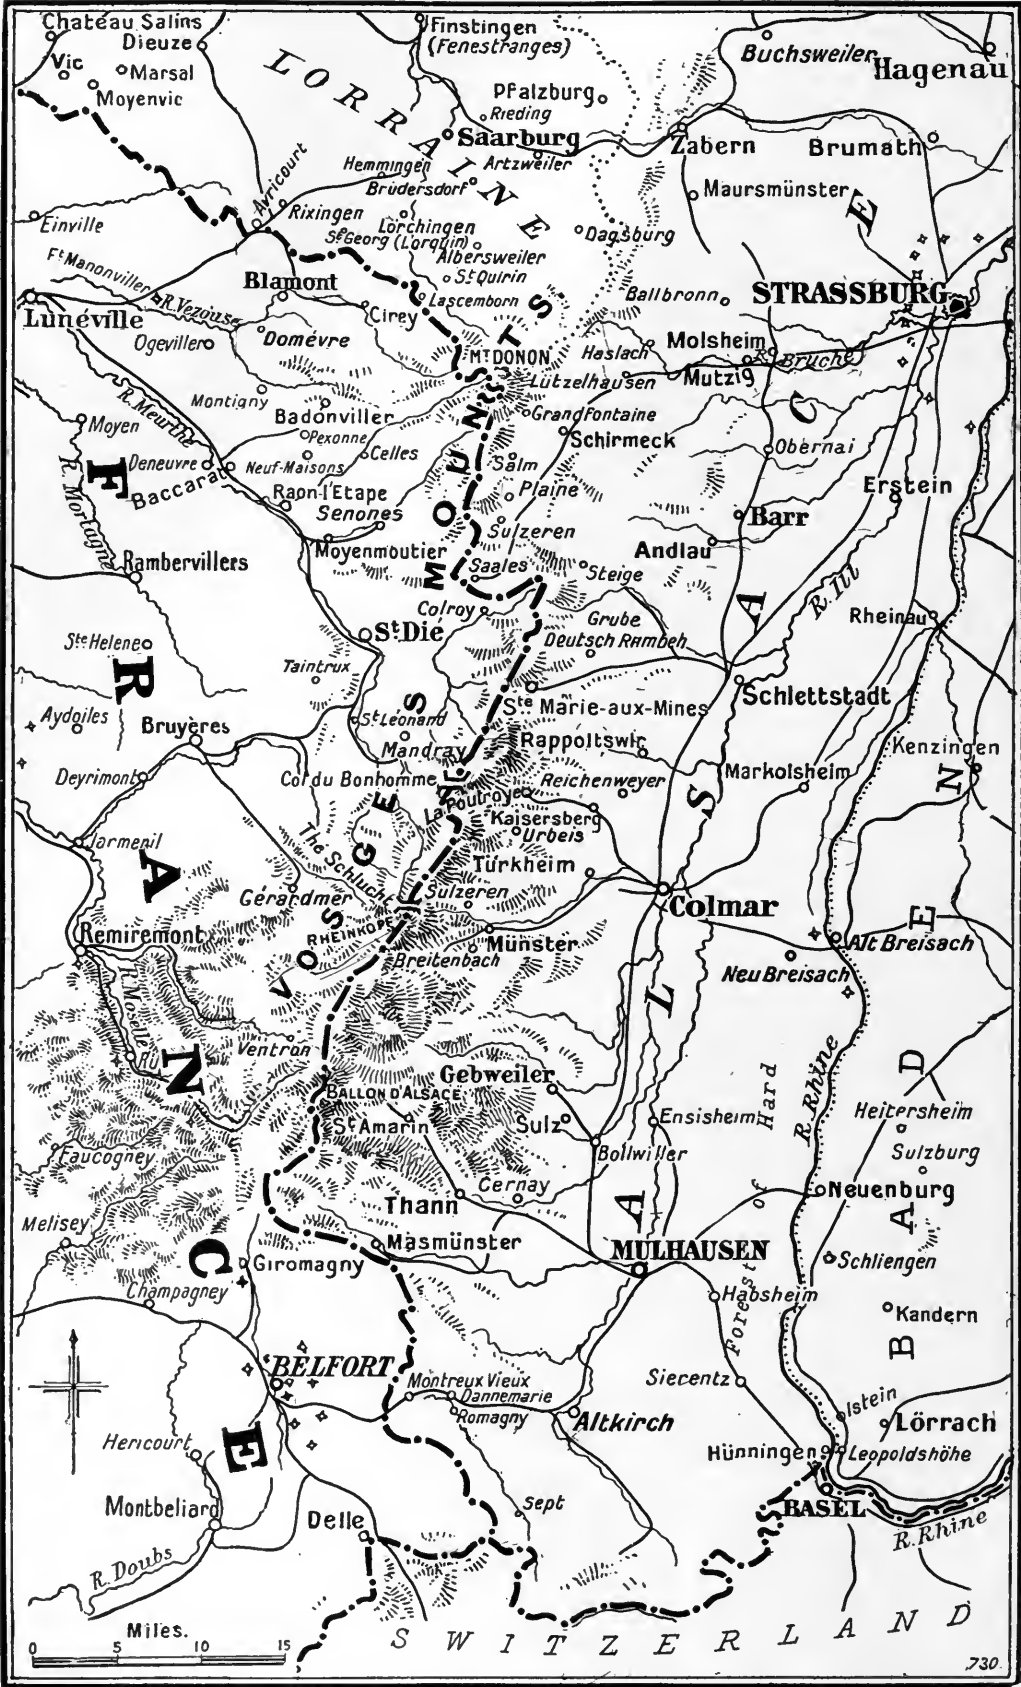 Chateau Salins
Dieuze
Vic
Marsal
Moyenvic
Finstingen
(Fenestranges)
Buchsweiler
Hagenau
LORRAINE
Pfalzburg
Rieding
Saarburg
Artzweiler
Zabern
Brumath
Hemmingen
Brüdersdorf
Maursmünster
Avricourt
Rixingen
Lörchingen
St Georg (Lorquin)
Albersweiler
Dagsburg
Einville
Ft Manonviller
R. Vezouse
Blamont
St Quirin
Lascemborn
Ballbronn
STRASSBURG
Lunéville
Cirey
Ogeviller
Domévre
Mt DONON
Haslach
Molsheim
R. Bruche
Lützelhausen
Mutzig
R. Meurthe
Montigny
Badonviller
Grandfontaine
Moyen
Pexonne
Schirmeck
Obernai
Deneuvre
Neuf-Maisons
Celles
Salm
Baccarat
Raon-l'Etape
Plaine
Erstein
R. Mortagne
Senones
Barr
Sulzeren
Moyenmoutier
Andlau
Rambervillers
Saales
Steige
R. Ill
Colroy
Grube
Rheinau
St Die
Deutsch Rambeh
Ste Helene
Taintrux
Ste Marie-aux-Mines
Schlettstadt
Aydoiles
Bruyères
St Léonard
Mandray
Rappoltswlr
Kenzingen
Deyrimont
Col du Bonhomme
Reichenweyer
Markolsheim
La Poutroye
Kaisersberg
Urbeis
Jarmenil
The Schlucht
Türkheim
Gérardmer
Sulzeren
Colmar
RHEINKOPF
Remiremont
Münster
Alt Breisach
Breitenbach
Neu Breisach
R. Moselle
Ventron
Ru
Gebweiler
R. Rhine
BALLON D'ALSACE
St Amarin
Sulz
Ensisheim
Heitersheim
Faucogney
Bollwiller
Sulzburg
Cernay
Thann
Neuenburg
Melisey
Masmünster
MULHAUSEN
Giromagny
Schliengen
Champagney
Habsheim
Kandern
Forest of Hard
BELFORT
Montreux Vieux
Dannemarie
Sierentz
Romagny
Altkirch
Istein
Lörrach
Hericourt
Hünningen
Leopoldshöhe
Montbeliard
Delle
Sept
BASEL
R. Rhine
R. Doubs
VOSGES MOUNTS
FRANCE
ALSACE
BADEN
SWITZERLAND
Miles.
0 5 10 15
730.